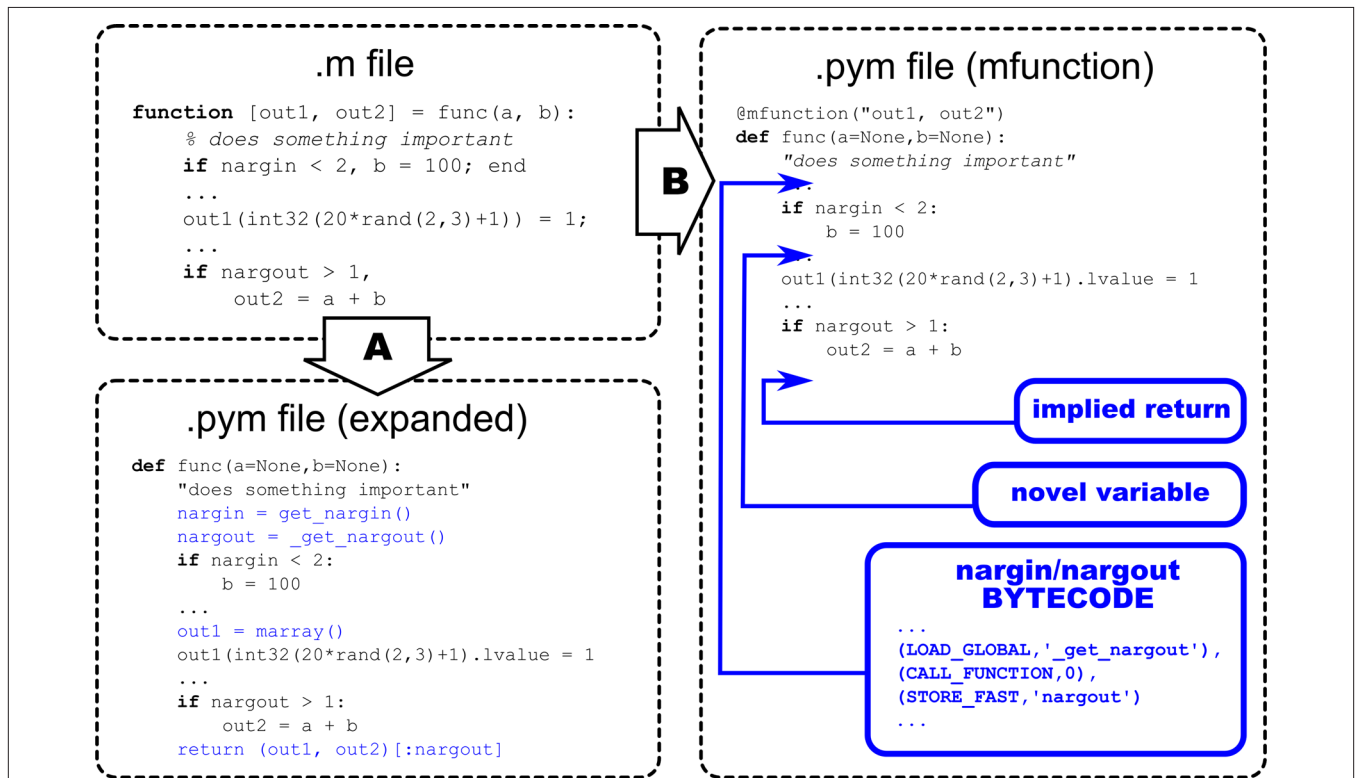 .m file
function [out1, out2] = func(a, b):
% does something important
if nargin < 2, b = 100; end
...
out1(int32(20*rand(2,3)+1)) = 1;
...
if nargout > 1,
out2 = a + b
A
B
.pym file (expanded)
def func(a=None,b=None):
"does something important"
nargin = get_nargin()
nargout = _get_nargout()
if nargin < 2:
b = 100
...
out1 = marray()
out1(int32(20*rand(2,3)+1).lvalue = 1
...
if nargout > 1:
out2 = a + b
return (out1, out2)[:nargout]
.pym file (mfunction)
@mfunction("out1, out2")
def func(a=None,b=None):
"does something important"
...
if nargin < 2:
b = 100
...
out1(int32(20*rand(2,3)+1).lvalue = 1
...
if nargout > 1:
out2 = a + b
implied return
novel variable
nargin/nargout
BYTECODE
...
(LOAD_GLOBAL,'_get_nargout'),
(CALL_FUNCTION,0),
(STORE_FAST,'nargout')
...